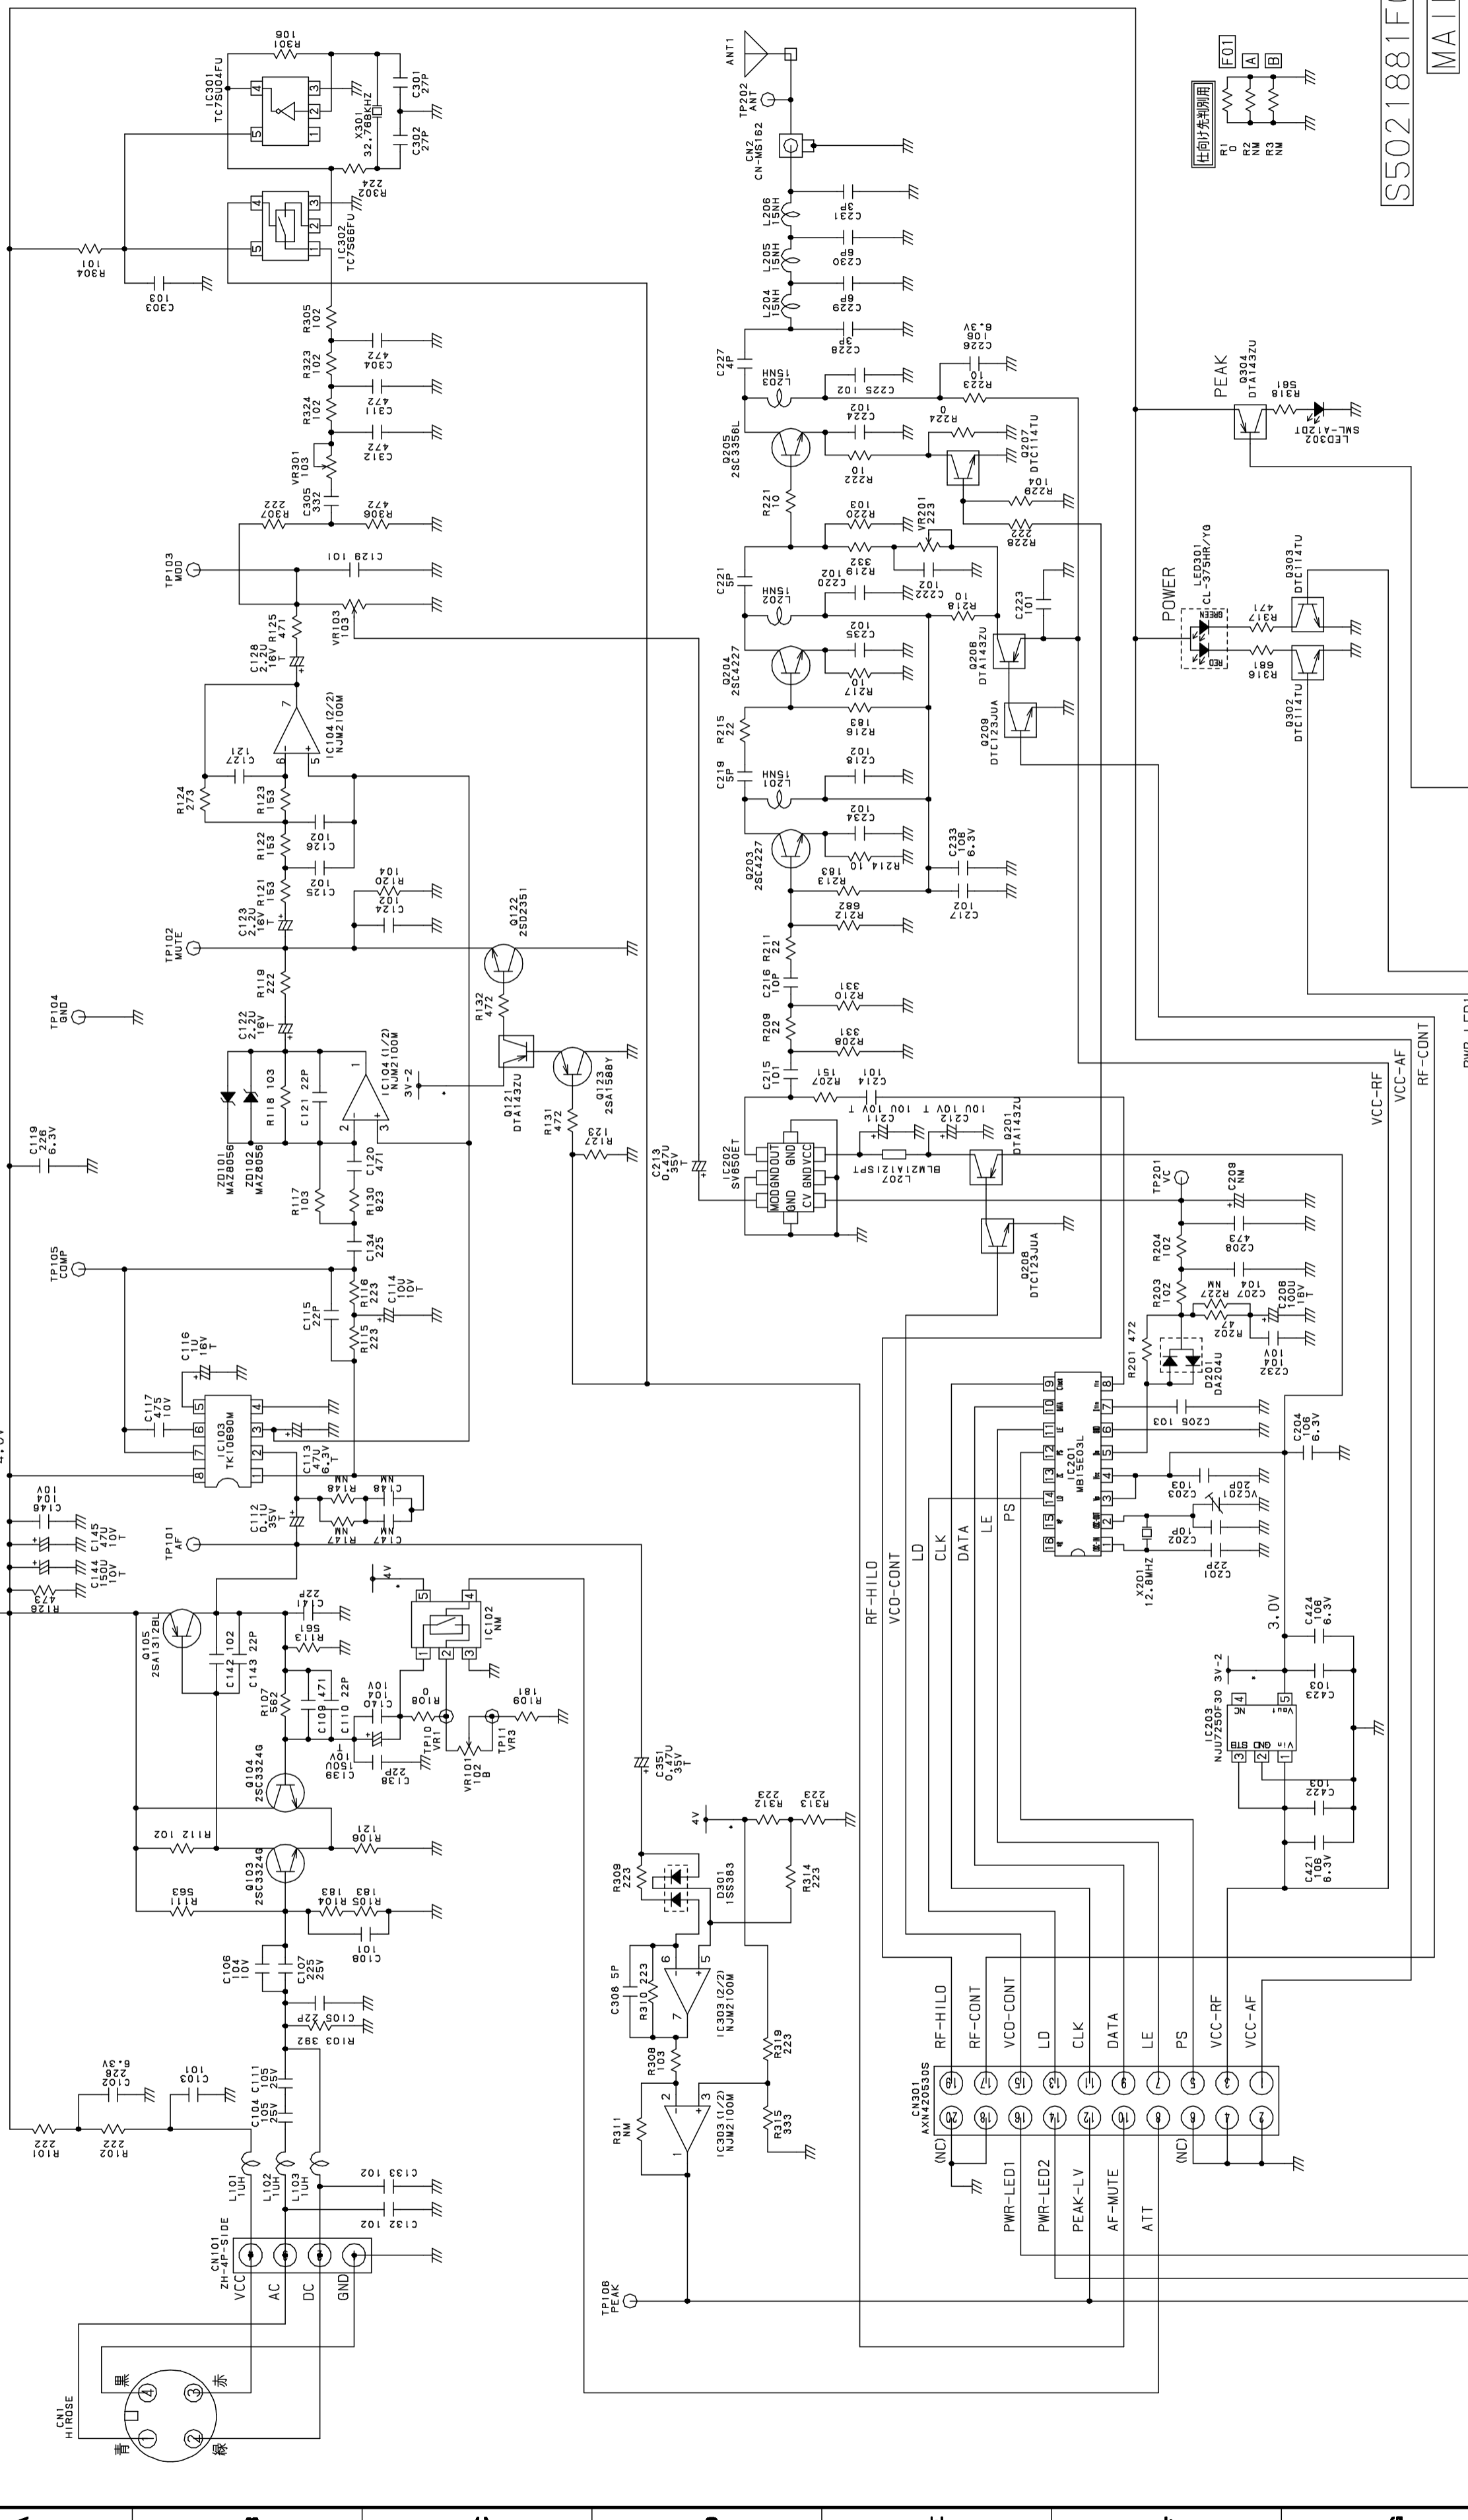 S502881F
MAI
仕向け先判別用
F01
A
B
R1
0
R2
NM
R3
NM
106
R301
IC301
TC7SU04FU
X301
32.768KHZ
C301
27P
C302
27P
224
R302
IC302
TC7S66FU
101
R304
103
C303
R305
102
R323
102
R324
102
472
C304
472
C311
472
C312
VR301
103
C305
332
222
R307
472
R306
TP103
MOD
C129 101
VR103
103
R125
471
C128
2.2U
16V
T
IC104(2/2)
NJM2100M
R124
273
121
C127
R123
153
R122
153
102
C126
R121
153
102
C125
C123
2.2U
16V
T
TP102
MUTE
104
R120
102
C124
Q122
2SD2351
R119
222
C122
2.2U
16V
T
R132
472
TP104
GND
IC104(1/2)
NJM2100M
3V-2
R118 103
C121 22P
ZD101
MAZ8056
ZD102
MAZ8056
Q121
DTA143ZU
Q123
2SA1588Y
R131
472
123
R127
C119
226
6.3V
R117
103
C120
471
R130
823
C134
225
TP105
COMP
R116
223
C114
10U
10V
T
C115
22P
R115
223
C116
1U
16V
T
C117
475
10V
IC103
TK10690M
C113
47U
6.3V
T
C112
0.1U
35V
T
NM
R148
NM
C148
NM
R147
NM
C147
TP101
AF
10V
104
C146
C145
47U
10V
T
C144
150U
10V
T
473
R126
Q105
2SA1312BL
C142 102
C143 22P
22P
C141
561
R113
R107
562
C109 471
C110 22P
4V
IC102
NM
10V
104
C140
0
R108
T
10V
150U
C139
22P
C138
TP10
VR1
VR101
102
B
TP11
VR3
181
R109
Q104
2SC3324G
Q103
2SC3324G
R112 102
121
R106
563
R111
183
R104
183
R105
101
C108
C106
104
10V
C107
225
25V
C105 22P
R103 392
6.3V
226
C102
101
C103
222
R101
222
R102
C104
105
25V
C111
105
25V
L101
1UH
L102
1UH
L103
1UH
C133 102
C132 102
CN101
ZH-4P-SIDE
VCC
AC
DC
GND
CN1
HIROSE
青
黒
赤
緑
1
2
3
4
ANT1
TP202
ANT
CN2
CN-MS162
L206
15NH
L205
15NH
L204
15NH
3P
C231
6P
C230
6P
C229
3P
C228
C227
4P
15NH
L203
C225 102
6.3V
106
C226
10
R223
Q205
2SC3356L
102
C224
10
R222
0
R224
Q207
DTC114TU
104
R229
222
R228
R221
10
103
R220
332
R219
VR201
223
102
C222
C221
5P
15NH
L202
102
C220
10
R218
C223
101
Q204
2SC4227
102
C235
10
R217
183
R216
Q206
DTA143ZU
Q209
DTC123JUA
R215
22
C219
5P
15NH
L201
102
C218
Q203
2SC4227
102
C234
R214 10
183
R213
C233
106
6.3V
102
C217
682
R212
R211
22
C216
10P
331
R210
R209
22
331
R208
C215
101
151
R207
101
C214
10U 10V T
C211
10U 10V T
C212
Q201
DTA143ZU
IC202
SV650ET
MOD
GND
OUT
GND
GND
CV
GND
VCC
BLM21A121SPT
L207
Q208
DTC123JUA
C213
0.47U
35V
T
TP201
VC
C209
NM
R204
102
473
C208
R203
102
104
C207
NM
R227
47
R202
C206
100U
16V
T
10V
104
C232
R201 472
D201
DA204U
IC201
MB15E03L
C205 103
C204
106
6.3V
103
C203
VC201
20P
10P
C202
22P
C201
X201
12.8MHZ
RF-HILO
VCO-CONT
LD
CLK
DATA
LE
PS
3.0V
C424
106
6.3V
103
C423
IC203
NJU7250F30
3V-2
NC
Vout
STB
GND
Vin
103
C422
C421
106
6.3V
C351
0.47U
35V
T
4V
223
R312
223
R313
R309
223
D301
1SS383
R314
223
C308 5P
R310 223
IC303(2/2)
NJM2100M
R308
103
R311
NM
IC303(1/2)
NJM2100M
R319
223
R315
333
TP106
PEAK
CN301
AXN420530S
RF-HILO
RF-CONT
VCO-CONT
LD
CLK
DATA
LE
PS
VCC-RF
VCC-AF
(NC)
(NC)
PWR-LED1
PWR-LED2
PEAK-LV
AF-MUTE
ATT
VCC-RF
VCC-AF
RF-CONT
PEAK
Q304
DTA143ZU
581
R318
LED302
SML-A12DT
POWER
LED301
CL-375HR/YG
GREEN
RED
471
R317
681
R316
Q303
DTC114TU
Q302
DTC114TU